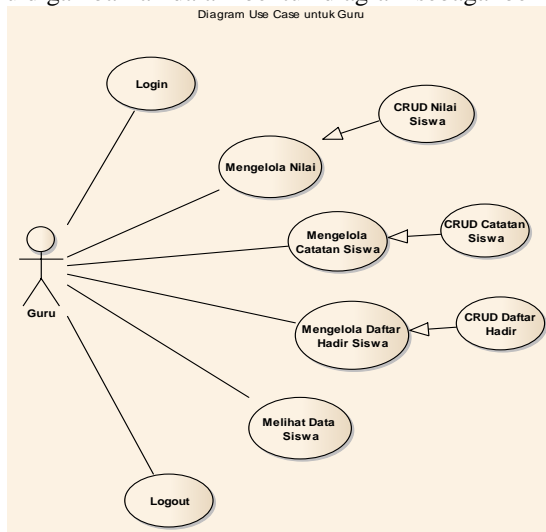 Diagram Use Case untuk Guru
Login
CRUD Nilai
Siswa
Mengelola Nilai
Mengelola
Catatan Siswa
CRUD Catatan
Siswa
Guru
Mengelola Daftar
Hadir Siswa
CRUD Daftar
Hadir
Melihat Data
Siswa
Logout